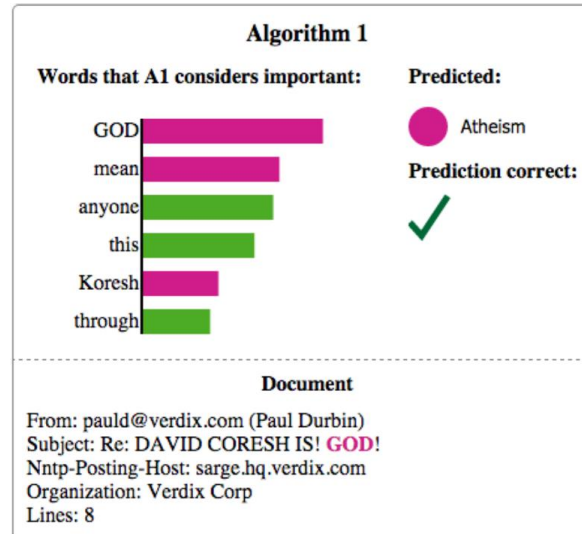 Algorithm 1
Words that A1 considers important:
Predicted:
GOD
mean
anyone
this
Koresh
through
Atheism
Prediction correct:
Document
From: pauld@verdix.com (Paul Durbin)
Subject: Re: DAVID CORESH IS! GOD!
Nntp-Posting-Host: sarge.hq.verdix.com
Organization: Verdix Corp
Lines: 8